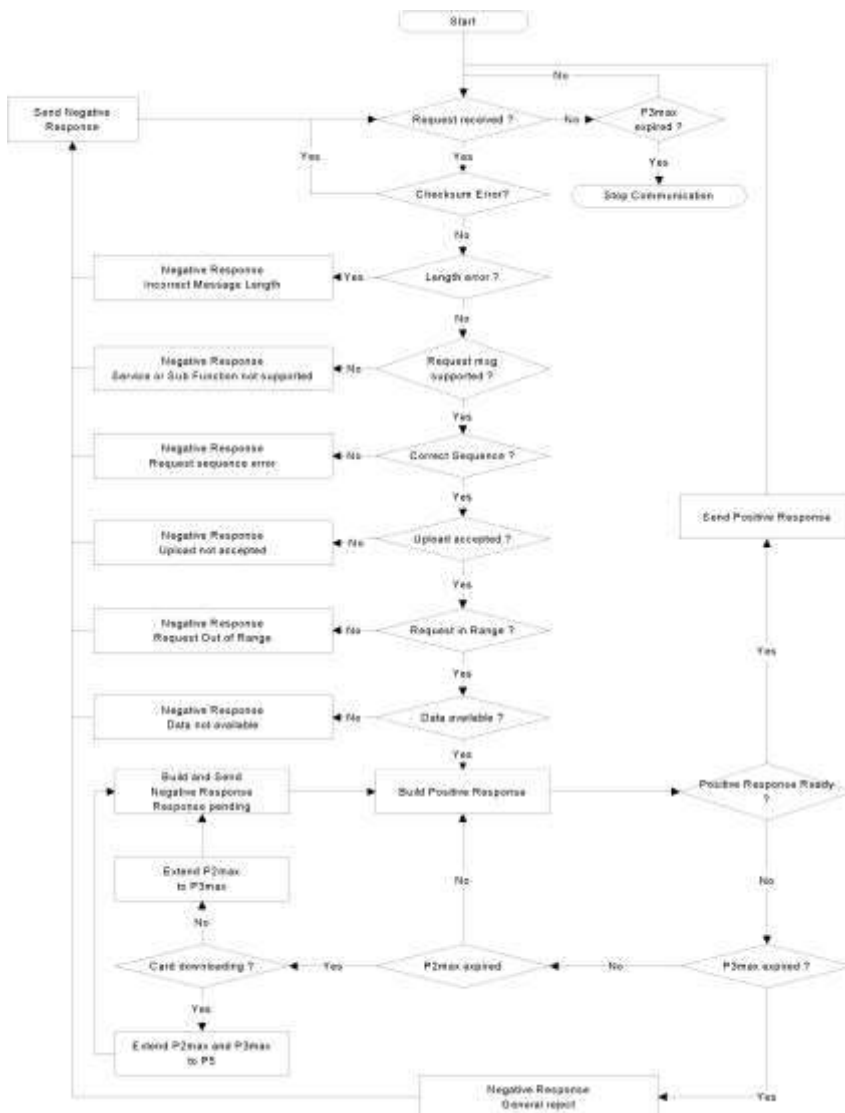 Start
No
Send Negative
Response
Request received ?
No
P3max
expired ?
Yes
Yes
Yes
Checksum Error?
Stop Communication
No
Negative Response
Incorrect Message Length
Yes
Length error ?
No
Negative Response
Service or Sub Function not supported
No
Request msg
supported ?
Yes
Negative Response
Request sequence error
No
Correct Sequence ?
Yes
Send Positive Response
Negative Response
Upload not accepted
No
Upload accepted ?
Yes
Negative Response
Request Out of Range
No
Request in Range ?
Yes
Yes
Negative Response
Data not available
No
Data available ?
Yes
Build and Send
Negative Response
Response pending
Build Positive Response
Positive Response Ready
?
Extend P2max
to P3max
No
No
No
Card downloading ?
Yes
P2max expired
No
P3max expired ?
Yes
Extend P2max and P3max
to P5
Negative Response
General reject
Yes